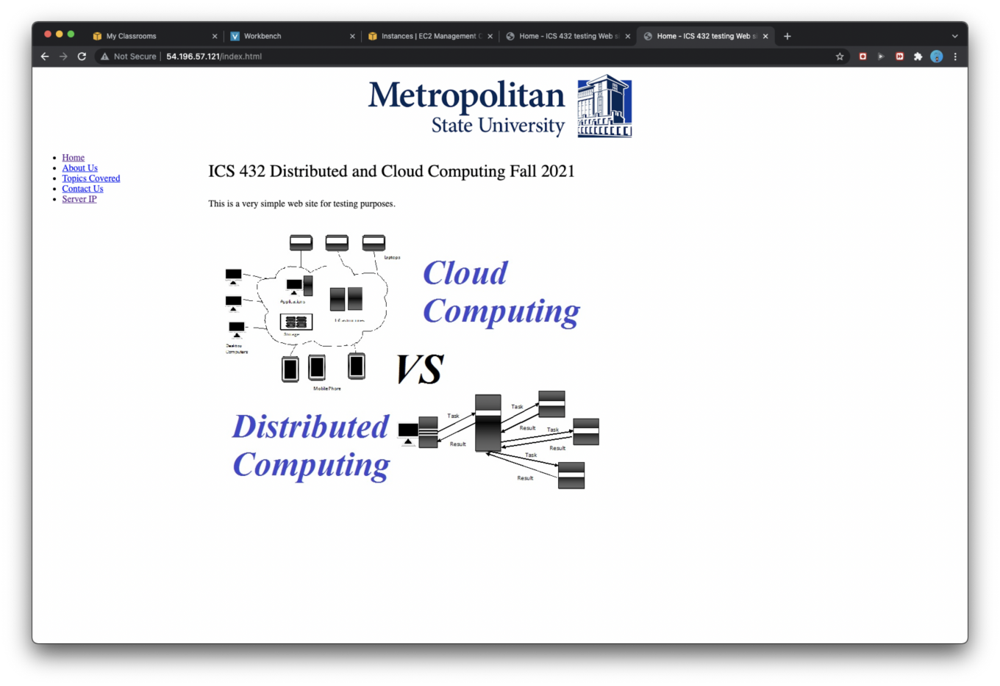 My Classrooms
Workbench
Instances | EC2 Management C
Home - ICS 432 testing Web si
Home - ICS 432 testing Web si
Not Secure
54.196.57.121/index.html
Metropolitan
State University
Home
About Us
Topics Covered
Contact Us
Server IP
ICS 432 Distributed and Cloud Computing Fall 2021
This is a very simple web site for testing purposes.
laptops
Applications
Storage
Desktop
Computers
Mobile Phone
Cloud
Computing
VS
Distributed
Computing
Task
Result
Task
Result
Task
Result
Task
Result